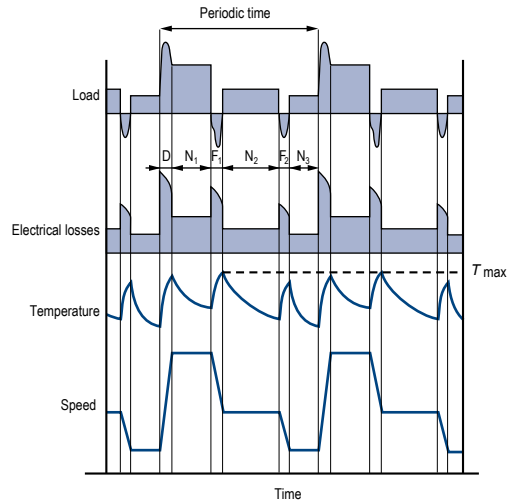 Periodic time
Load
D N₁ F₁ N₂ F₂ N₃
Electrical losses
T max
Temperature
Speed
Time